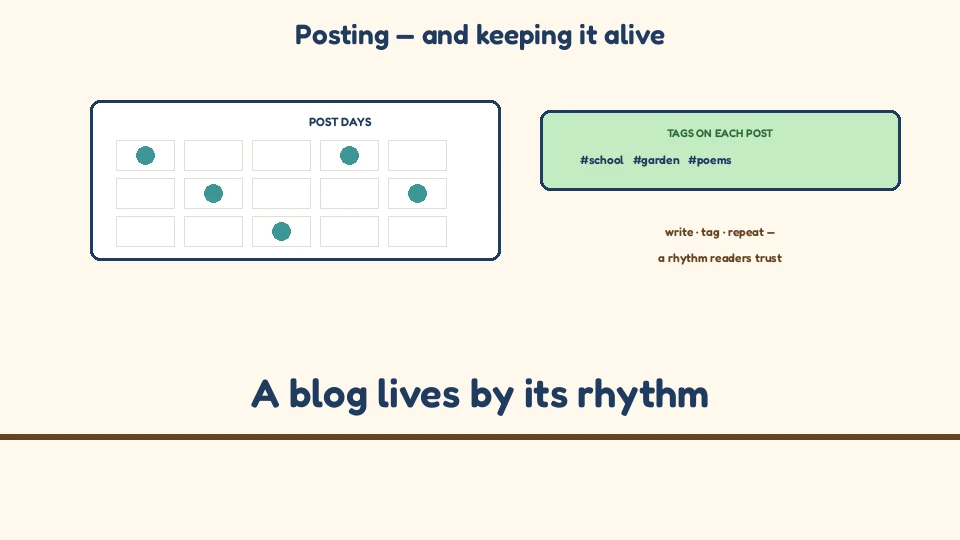 Posting — and keeping it alive
POST DAYS
TAGS ON EACH POST
#school #garden #poems
write · tag · repeat —
a rhythm readers trust
A blog lives by its rhythm